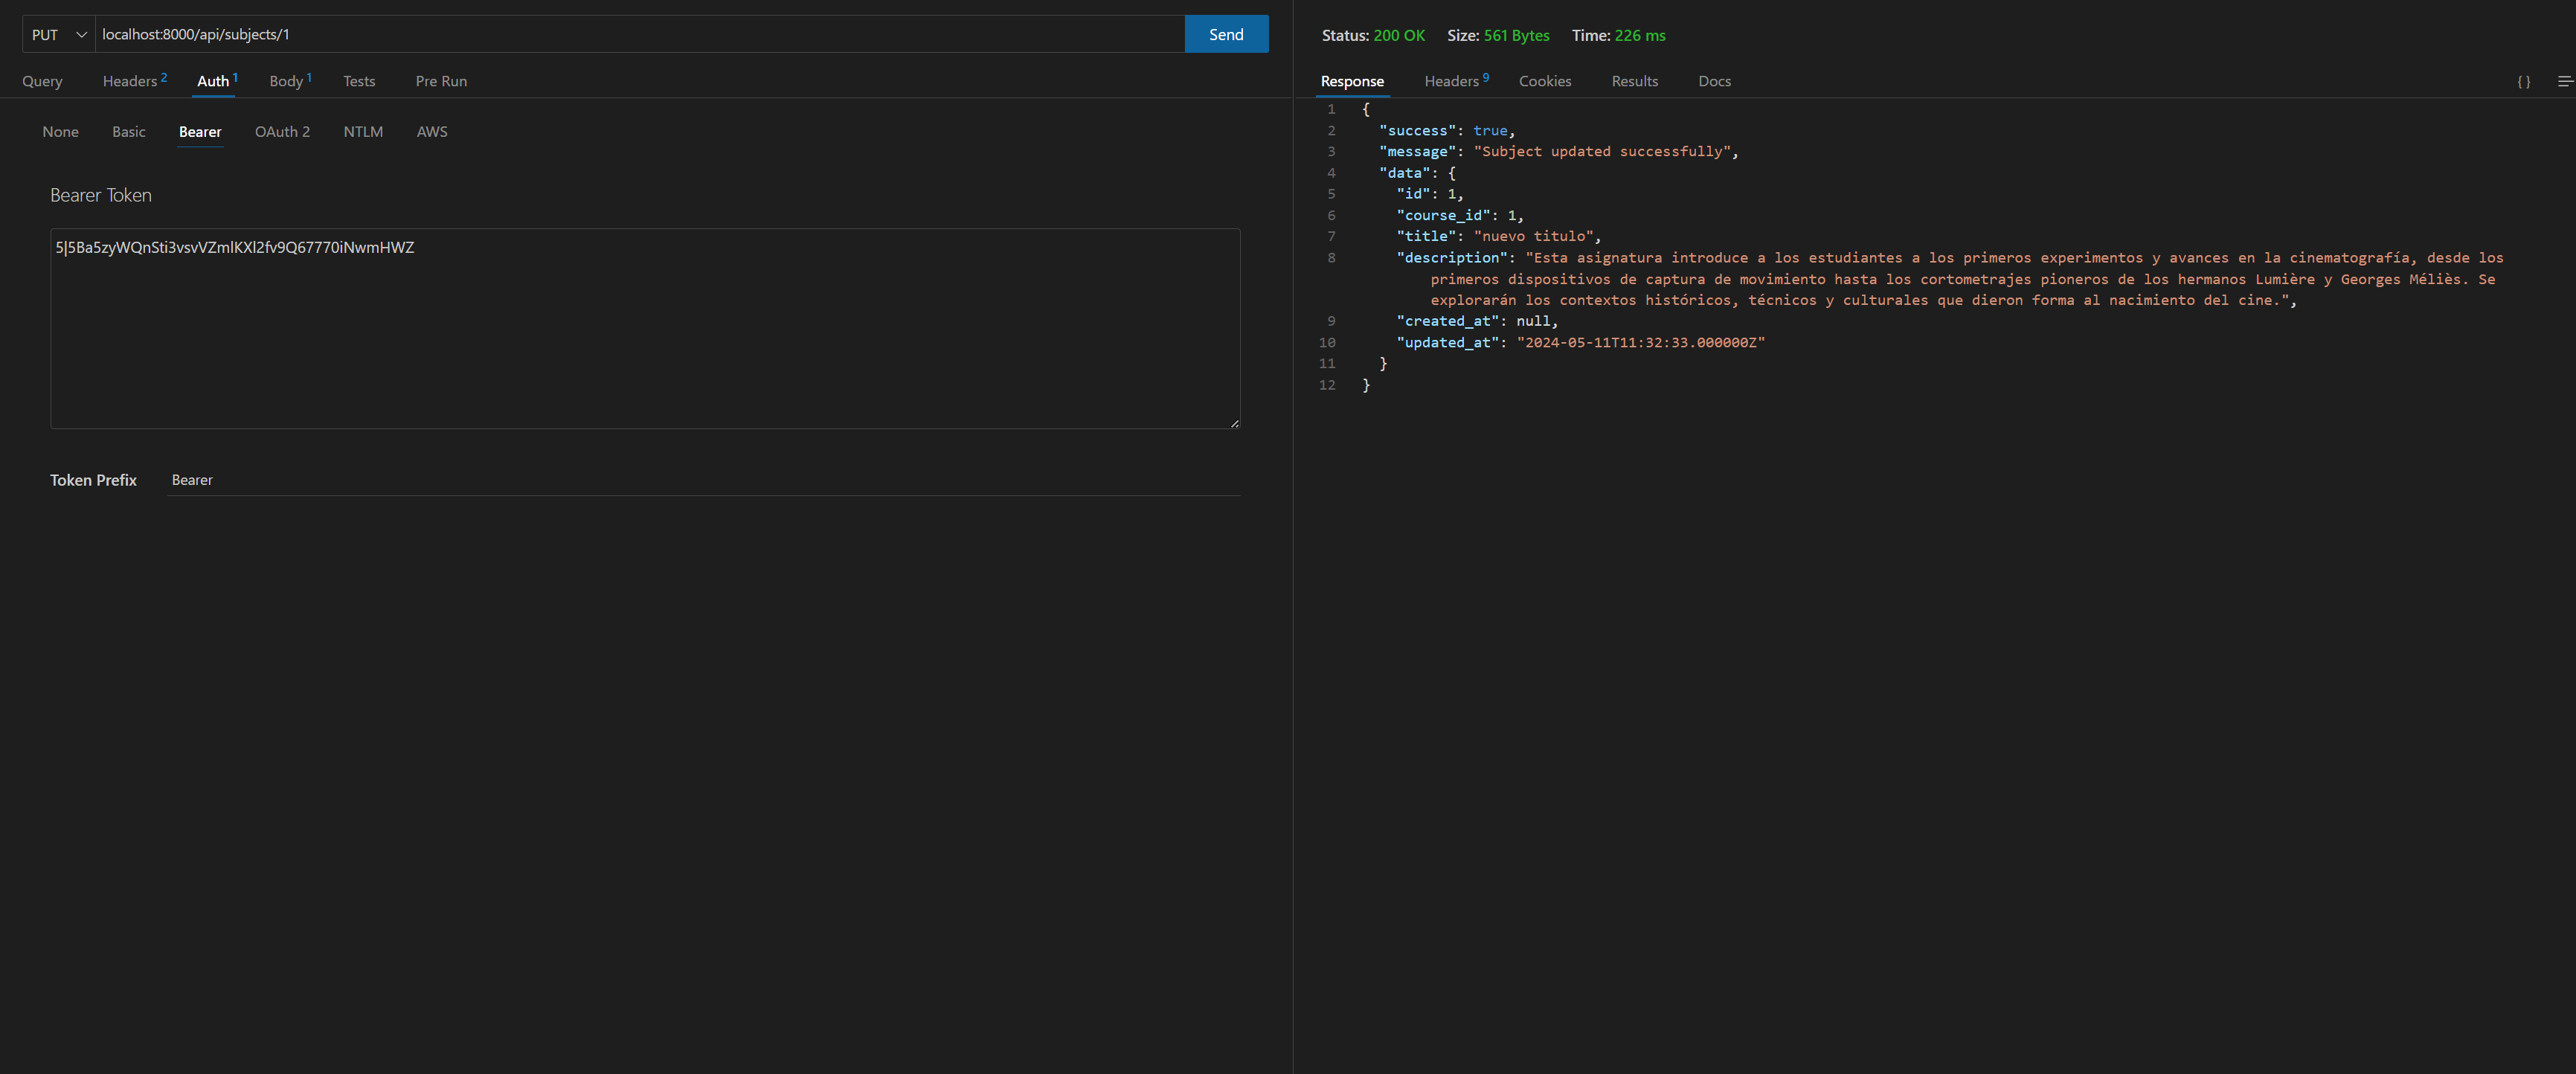 PUT localhost:8000/api/subjects/1 Send
Query Headers 2 Auth 1 Body 1 Tests Pre Run
None Basic Bearer OAuth 2 NTLM AWS
Bearer Token
5|5Ba5zyWQnSti3vsvVZmlKXl2fv9Q67770iNwmHWZ
Token Prefix Bearer
Status: 200 OK Size: 561 Bytes Time: 226 ms
Response Headers 9 Cookies Results Docs { }
1 {
2 "success": true,
3 "message": "Subject updated successfully",
4 "data": {
5 "id": 1,
6 "course_id": 1,
7 "title": "nuevo titulo",
8 "description": "Esta asignatura introduce a los estudiantes a los primeros experimentos y avances en la cinematografía, desde los
primeros dispositivos de captura de movimiento hasta los cortometrajes pioneros de los hermanos Lumière y Georges Méliès. Se
explorarán los contextos históricos, técnicos y culturales que dieron forma al nacimiento del cine.",
9 "created_at": null,
10 "updated_at": "2024-05-11T11:32:33.000000Z"
11 }
12 }